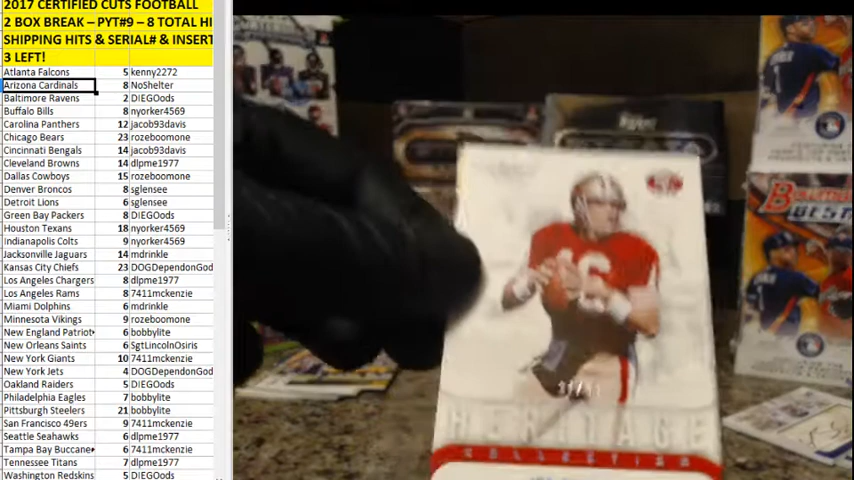 2017 CERTIFIED CUTS FOOTBALL
2 BOX BREAK – PYT#9 – 8 TOTAL HI
SHIPPING HITS & SERIAL# & INSERT
3 LEFT!
Atlanta Falcons 5 kenny2272
Arizona Cardinals 8 NoShelter
Baltimore Ravens 2 DIEGOods
Buffalo Bills 8 nyorker4569
Carolina Panthers 12 jacob93davis
Chicago Bears 23 rozeboomone
Cincinnati Bengals 14 jacob93davis
Cleveland Browns 14 dlpme1977
Dallas Cowboys 15 rozeboomone
Denver Broncos 8 sglensee
Detroit Lions 6 sglensee
Green Bay Packers 8 DIEGOods
Houston Texans 18 nyorker4569
Indianapolis Colts 9 nyorker4569
Jacksonville Jaguars 14 mdrinkle
Kansas City Chiefs 23 DOGDependonGod
Los Angeles Chargers 8 dlpme1977
Los Angeles Rams 8 7411mckenzie
Miami Dolphins 6 mdrinkle
Minnesota Vikings 9 rozeboomone
New England Patriot 6 bobbylite
New Orleans Saints 6 SgtLincolnOsiris
New York Giants 10 7411mckenzie
New York Jets 4 DOGDependonGod
Oakland Raiders 5 DIEGOods
Philadelphia Eagles 7 bobbylite
Pittsburgh Steelers 21 bobbylite
San Francisco 49ers 9 7411mckenzie
Seattle Seahawks 6 dlpme1977
Tampa Bay Buccane 6 7411mckenzie
Tennessee Titans 7 dlpme1977
Washington Redskins 5 DIEGOods
16
HERITAGE
COLLECTION
BEST